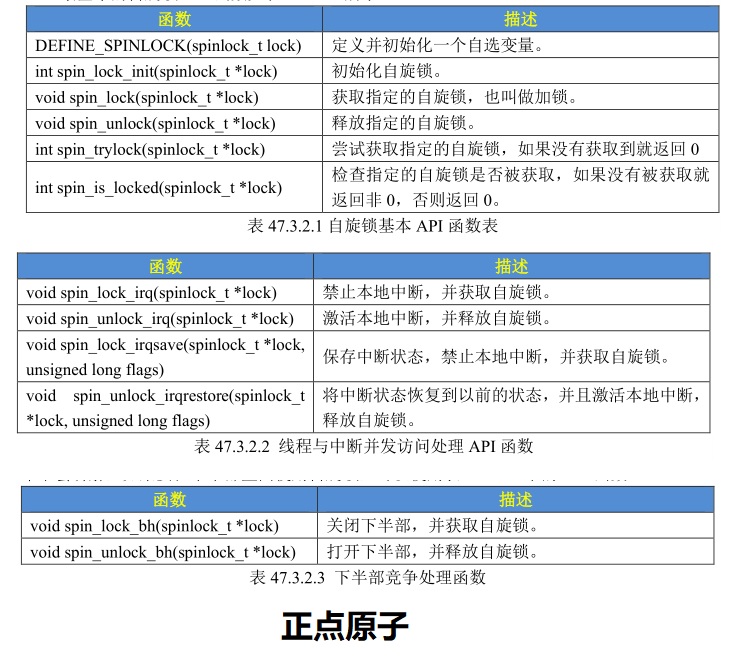 函数 描述
DEFINE_SPINLOCK(spinlock_t lock) 定义并初始化一个自选变量。
int spin_lock_init(spinlock_t *lock) 初始化自旋锁。
void spin_lock(spinlock_t *lock) 获取指定的自旋锁，也叫做加锁。
void spin_unlock(spinlock_t *lock) 释放指定的自旋锁。
int spin_trylock(spinlock_t *lock) 尝试获取指定的自旋锁，如果没有获取到就返回 0
int spin_is_locked(spinlock_t *lock) 检查指定的自旋锁是否被获取，如果没有被获取就
返回非 0，否则返回 0。
表 47.3.2.1 自旋锁基本 API 函数表
函数 描述
void spin_lock_irq(spinlock_t *lock) 禁止本地中断，并获取自旋锁。
void spin_unlock_irq(spinlock_t *lock) 激活本地中断，并释放自旋锁。
void spin_lock_irqsave(spinlock_t *lock,
unsigned long flags) 保存中断状态，禁止本地中断，并获取自旋锁。
void spin_unlock_irqrestore(spinlock_t 将中断状态恢复到以前的状态，并且激活本地中断，
*lock, unsigned long flags) 释放自旋锁。
表 47.3.2.2 线程与中断并发访问处理 API 函数
函数 描述
void spin_lock_bh(spinlock_t *lock) 关闭下半部，并获取自旋锁。
void spin_unlock_bh(spinlock_t *lock) 打开下半部，并释放自旋锁。
表 47.3.2.3 下半部竞争处理函数
正点原子